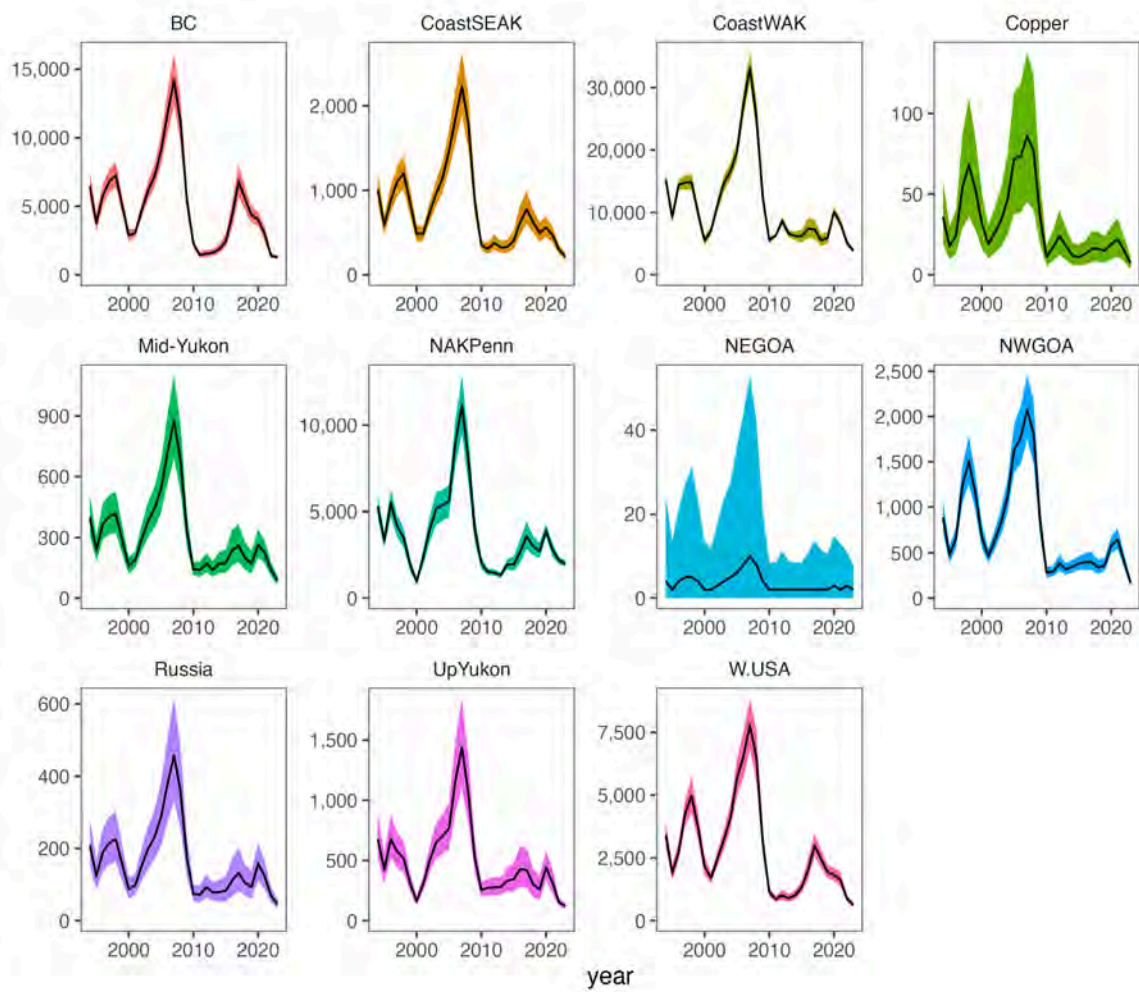 BC CoastSEAK CoastWAK Copper
15,000 10,000 5,000 0
2,000 1,000 0
30,000 20,000 10,000 0
100 50 0
2000 2010 2020 2000 2010 2020 2000 2010 2020 2000 2010 2020
Mid-Yukon NAKPenn NEGOA NWGOA
900 600 300 0
10,000 5,000 0
40 20 0
2,500 2,000 1,500 1,000 500 0
2000 2010 2020 2000 2010 2020 2000 2010 2020 2000 2010 2020
Russia UpYukon W.USA
600 400 200 0
1,500 1,000 500 0
7,500 5,000 2,500 0
2000 2010 2020 2000 2010 2020 2000 2010 2020
year